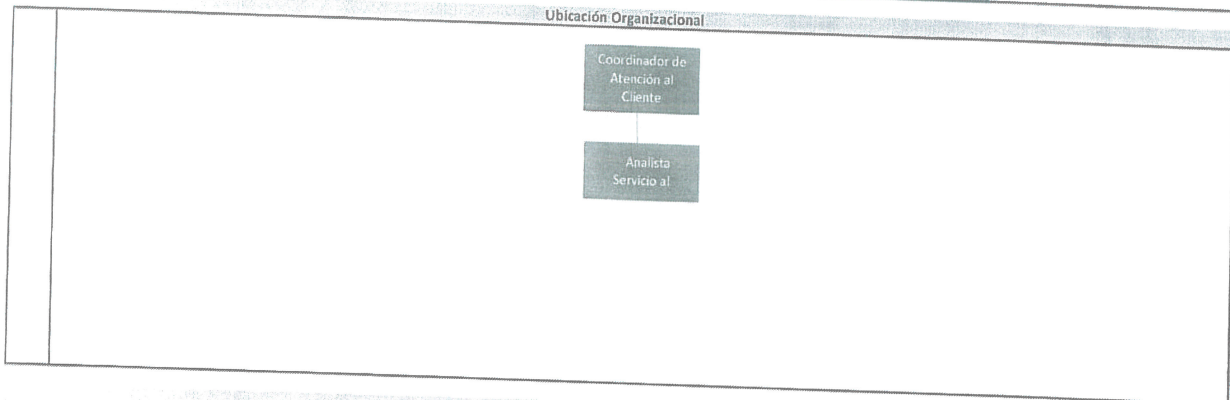 Ubicación Organizacional
Coordinador de
Atención al
Cliente
Analista
Servicio al